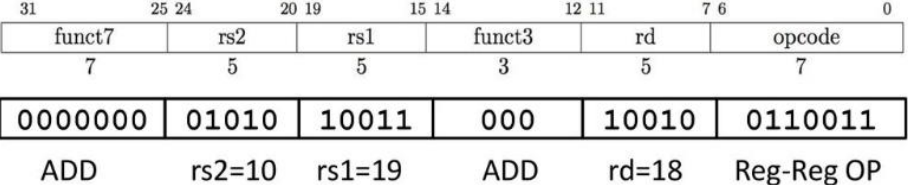 31 25 24 20 19 15 14 12 11 7 6 0
funct7 rs2 rs1 funct3 rd opcode
7 5 5 3 5 7
0000000 01010 10011 000 10010 0110011
ADD rs2=10 rs1=19 ADD rd=18 Reg-Reg OP